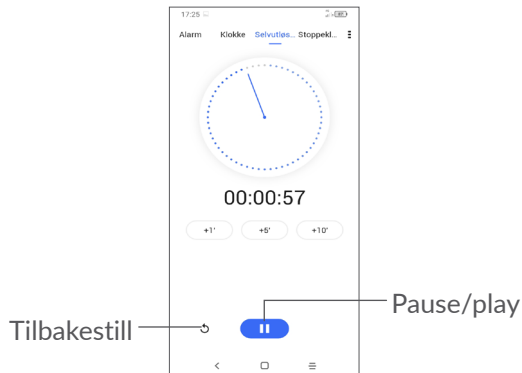 17:25
Alarm Klokke Selvutløs... Stoppekl...
00:00:57
+1' +5' +10'
Pause/play
Tilbakestill